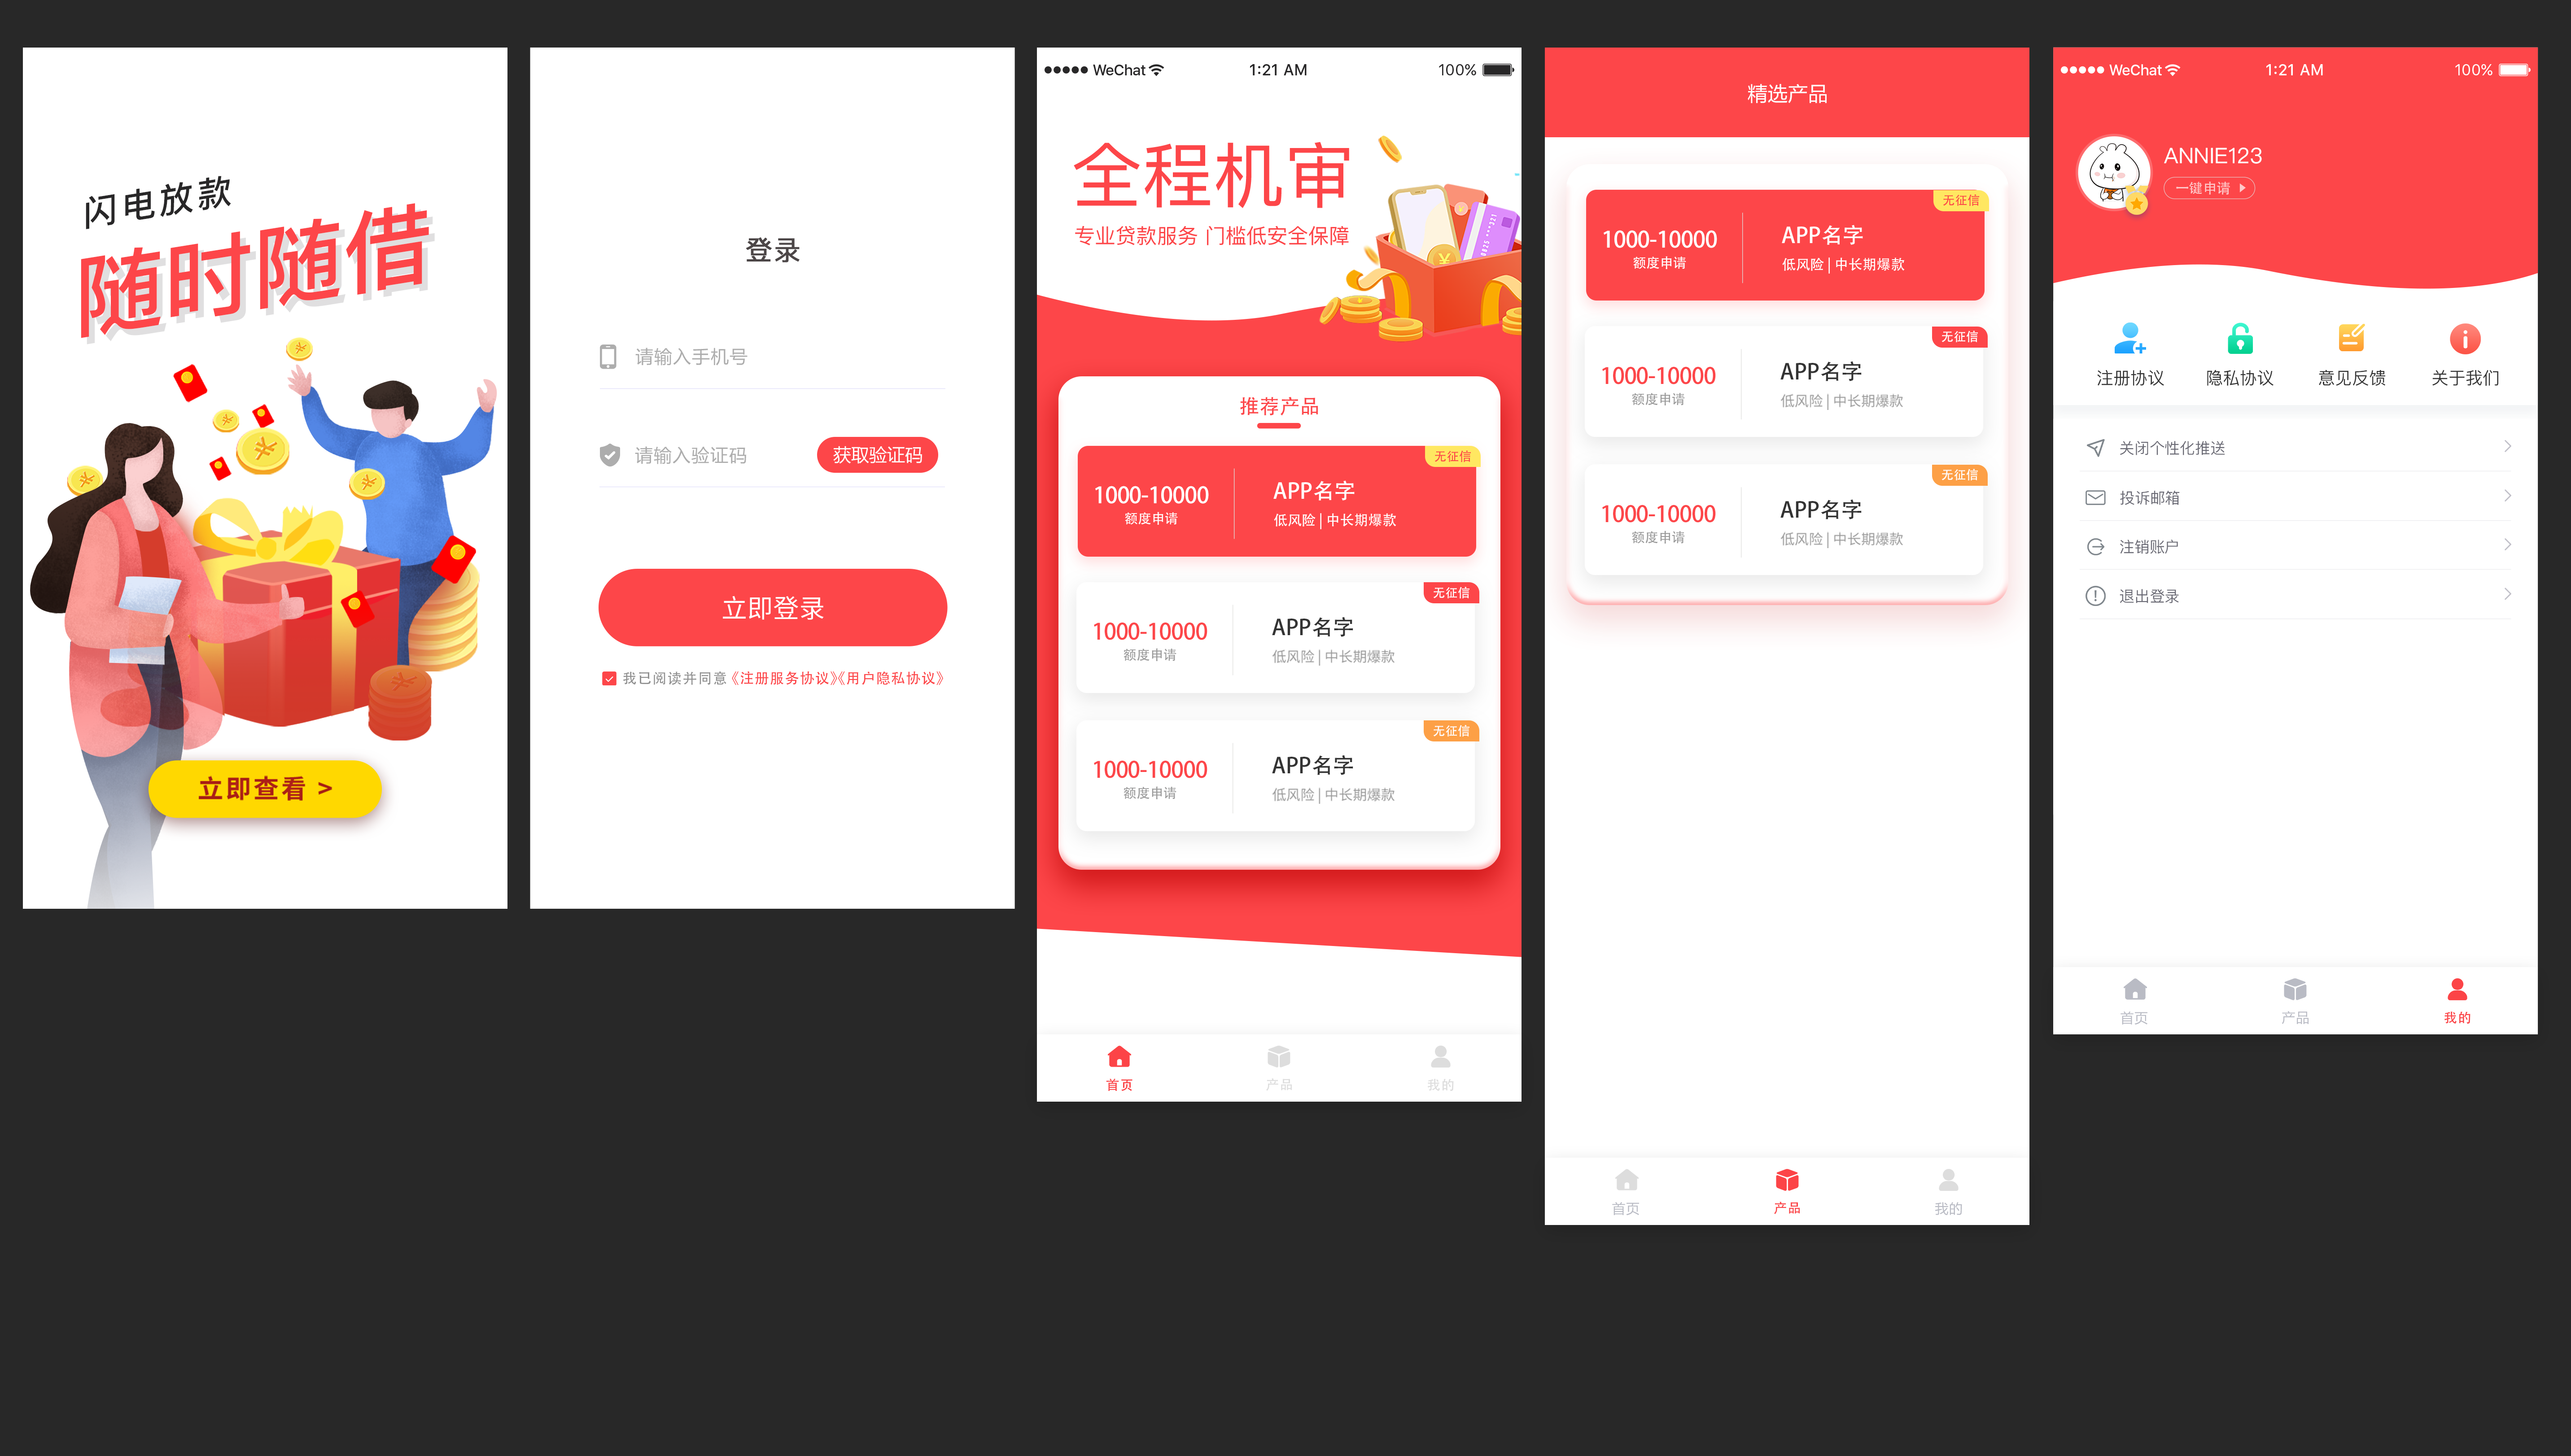 闪电放款
随时随借
立即查看 >
登录
请输入手机号
请输入验证码 获取验证码
立即登录
我已阅读并同意《注册服务协议》《用户隐私协议》
WeChat 1:21 AM 100%
全程机审
专业贷款服务 门槛低安全保障
推荐产品
无征信
1000-10000 APP名字
额度申请 低风险 | 中长期爆款
无征信
1000-10000 APP名字
额度申请 低风险 | 中长期爆款
无征信
1000-10000 APP名字
额度申请 低风险 | 中长期爆款
首页 产品 我的
精选产品
无征信
1000-10000 APP名字
额度申请 低风险 | 中长期爆款
无征信
1000-10000 APP名字
额度申请 低风险 | 中长期爆款
无征信
1000-10000 APP名字
额度申请 低风险 | 中长期爆款
首页 产品 我的
WeChat 1:21 AM 100%
ANNIE123
一键申请
注册协议 隐私协议 意见反馈 关于我们
关闭个性化推送
投诉邮箱
注销账户
退出登录
首页 产品 我的